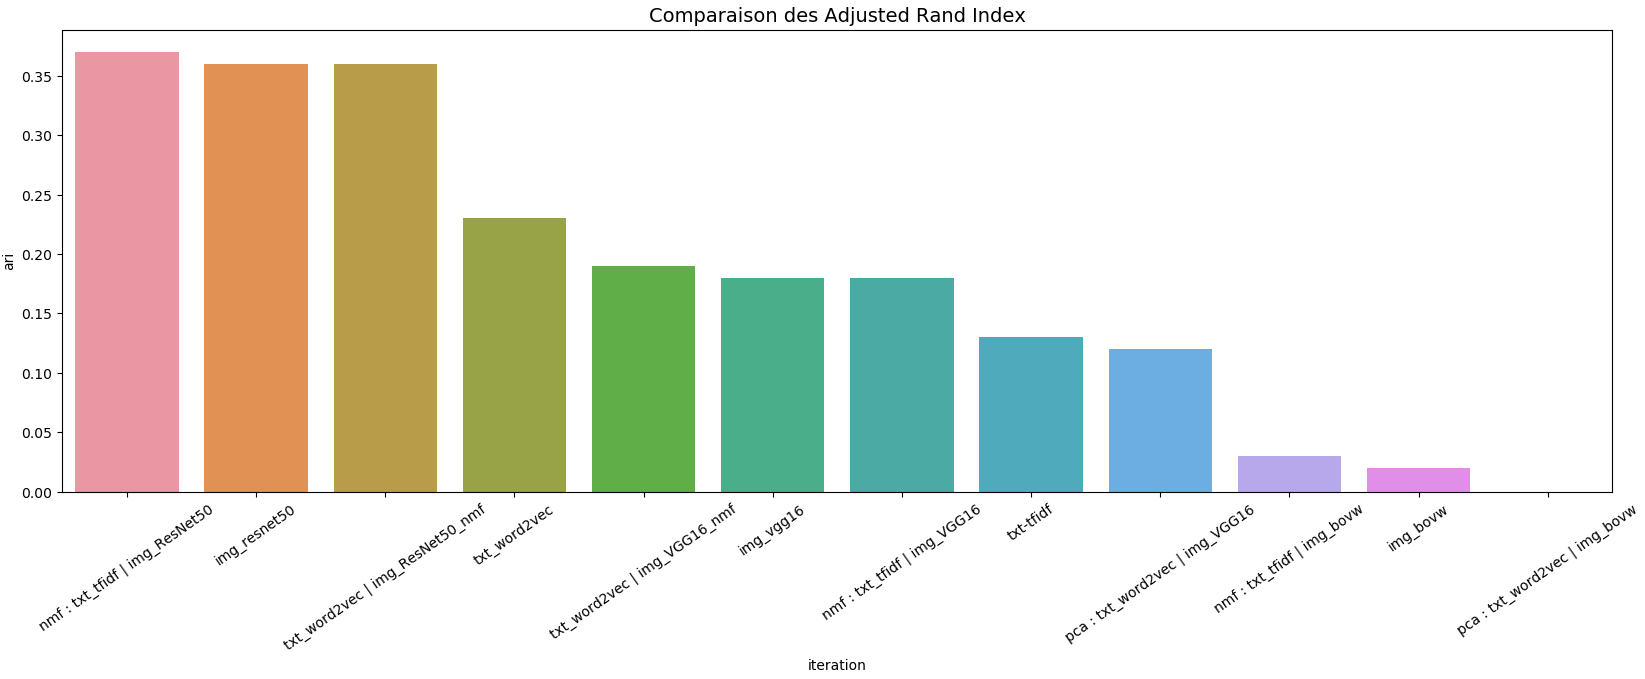 Comparaison des Adjusted Rand Index
0.35
0.30
0.25
0.20
0.15
0.10
0.05
0.00
ari
nmf : txt_tfidf | img_ResNet50
img_resnet50
txt_word2vec | img_ResNet50_nmf
txt_word2vec
txt_word2vec | img_VGG16_nmf
img_vgg16
nmf : txt_tfidf | img_VGG16
txt-tfidf
pca : txt_word2vec | img_VGG16
nmf : txt_tfidf | img_bovw
img_bovw
pca : txt_word2vec | img_bovw
iteration